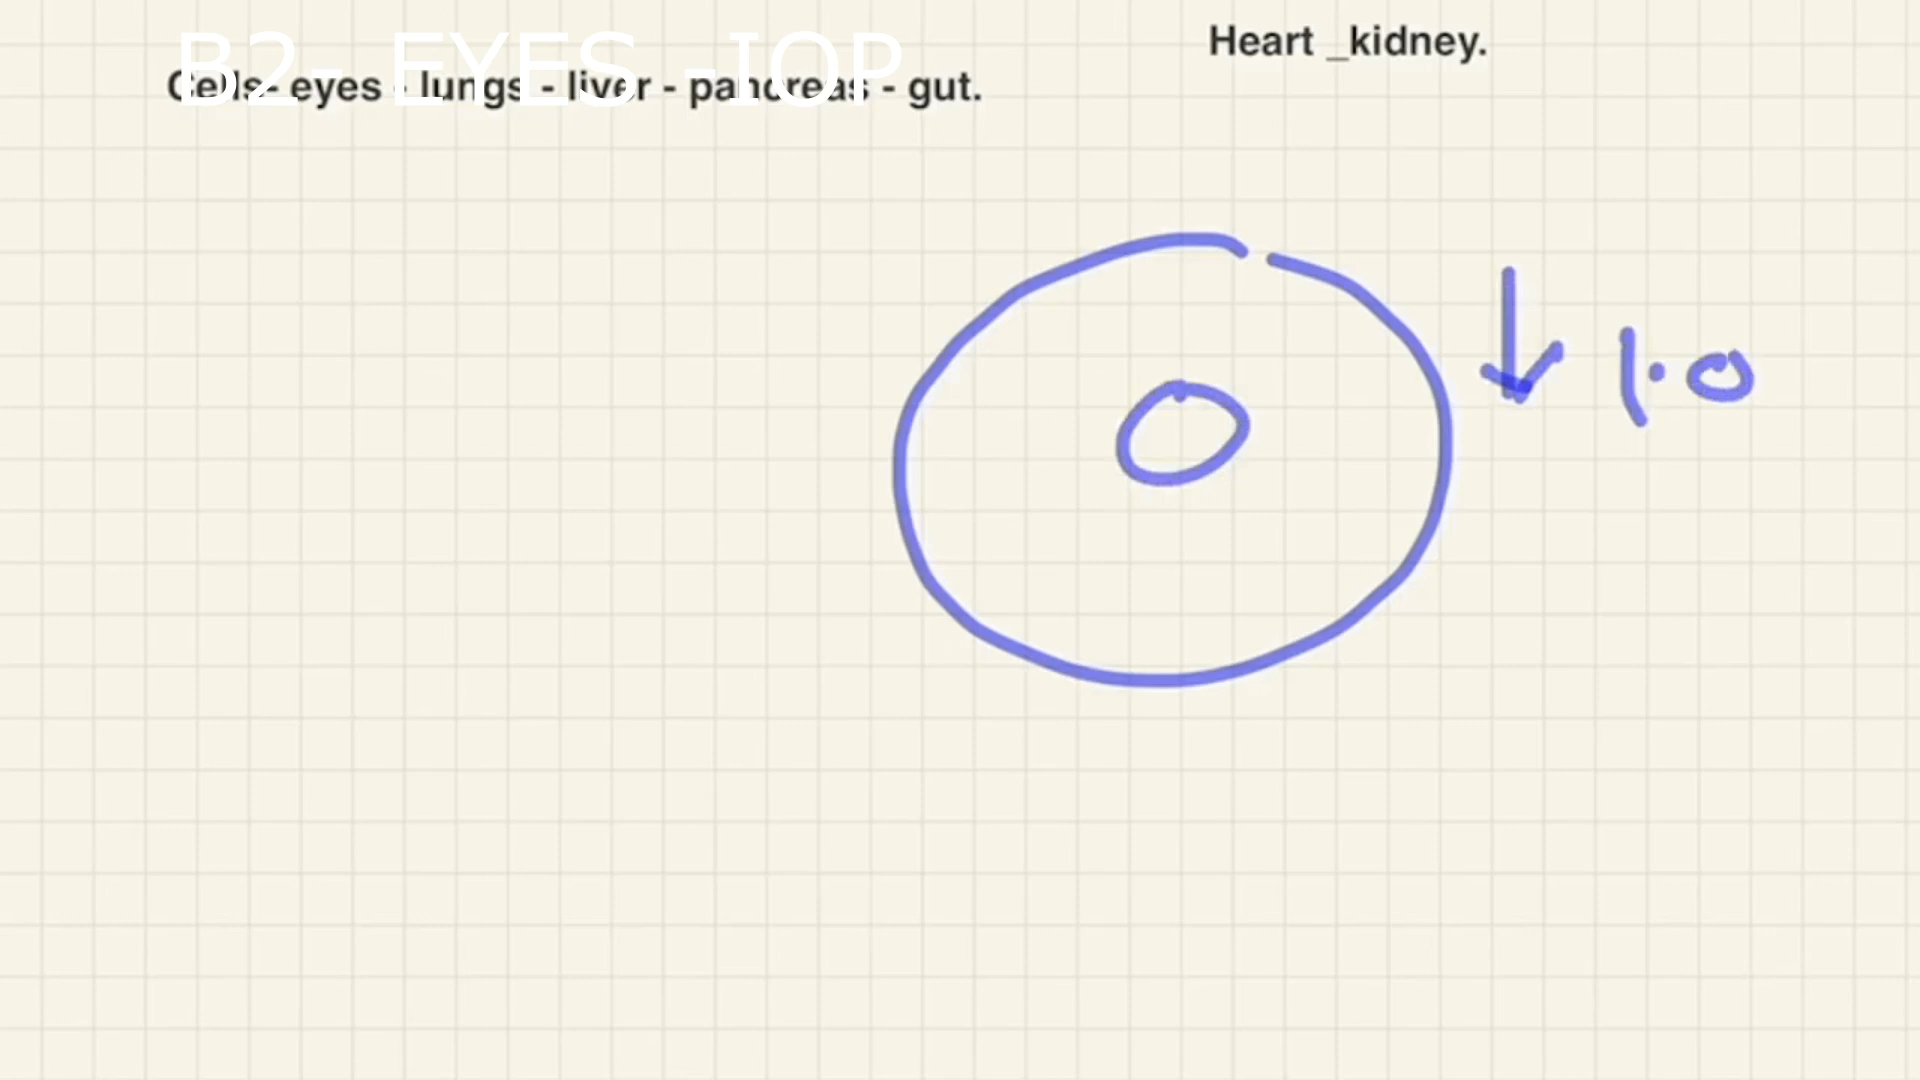 B2- EYES -IOP
Heart _kidney.
Cells- eyes - lungs - liver - pancreas - gut.
↓ 1.0